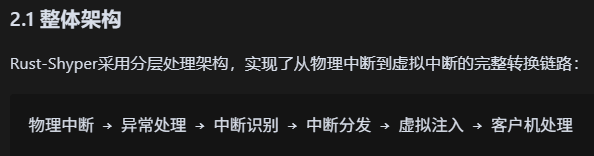 2.1 整体架构
Rust-Shyper采用分层处理架构，实现了从物理中断到虚拟中断的完整转换链路：
物理中断 → 异常处理 → 中断识别 → 中断分发 → 虚拟注入 → 客户机处理